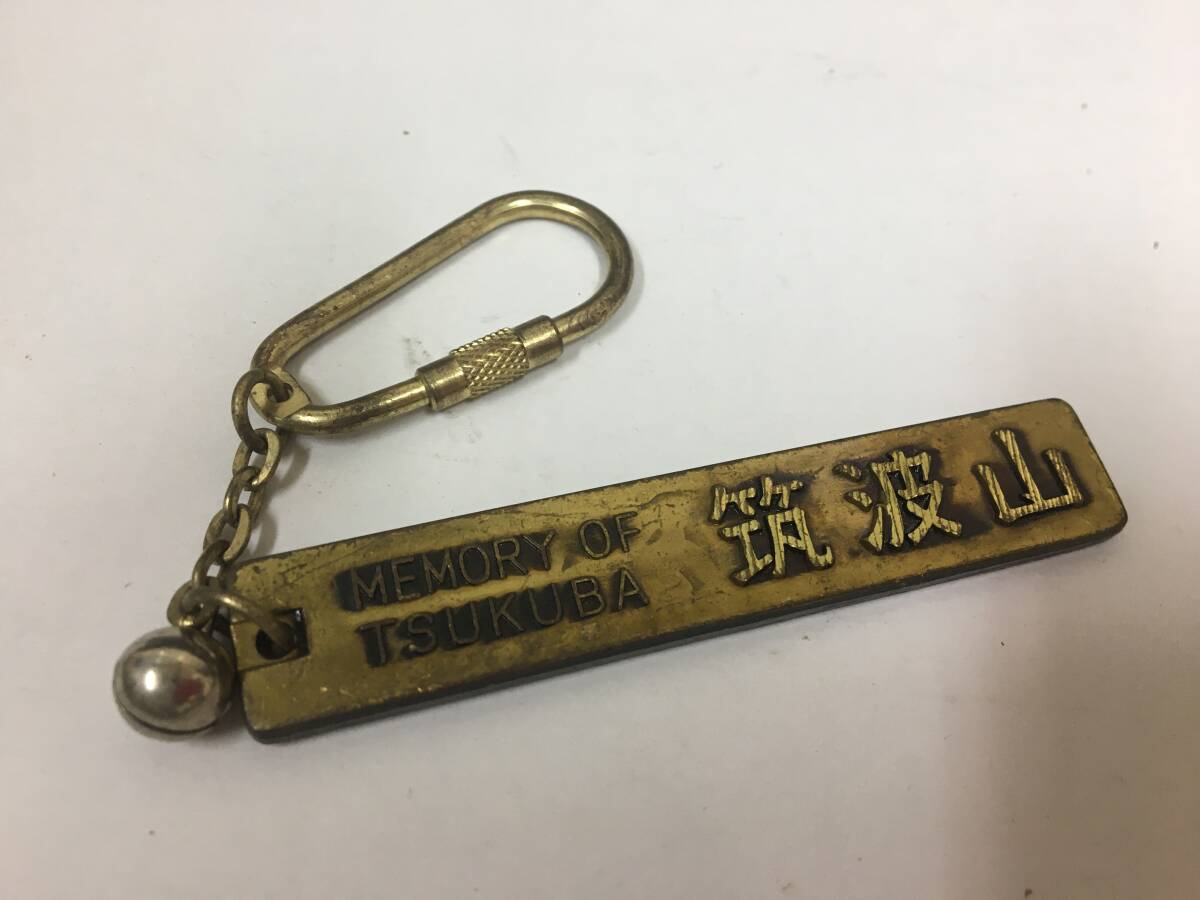 MEMORY OF
TSUKUBA
筑波山